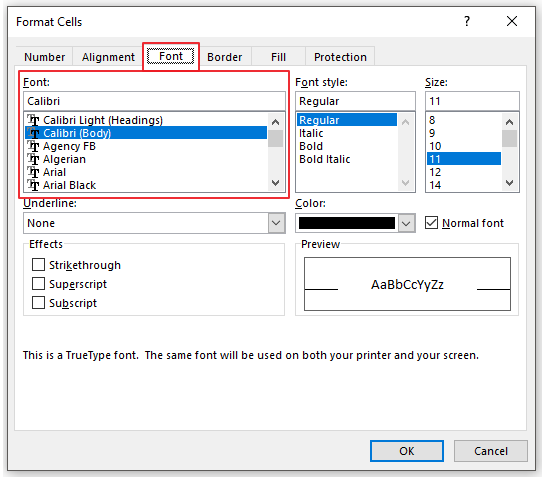 Format Cells
? ×
Number Alignment Font Border Fill Protection
Font: Font style: Size:
Calibri Regular 11
Calibri Light (Headings) Regular 8
Calibri (Body) Italic 9
Agency FB Bold 10
Algerian Bold Italic 11
Arial 12
Arial Black 14
Underline: Color:
None Normal font
Effects Preview
Strikethrough
Superscript AaBbCcYyZz
Subscript
This is a TrueType font. The same font will be used on both your printer and your screen.
OK Cancel